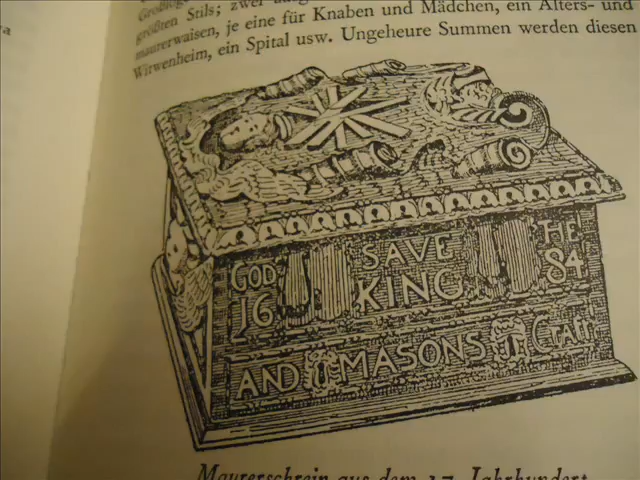 größten Stils; zwei
Knaben und Mädchen, ein Alters- und
maurerwaisen, je eine für
Witwenheim, ein Spital usw. Ungeheure Summen werden diesen
GOD SAVE THE
16 KING 84
AND MASONS Craft
Maurerschrein aus dem 17. Jahrhundert